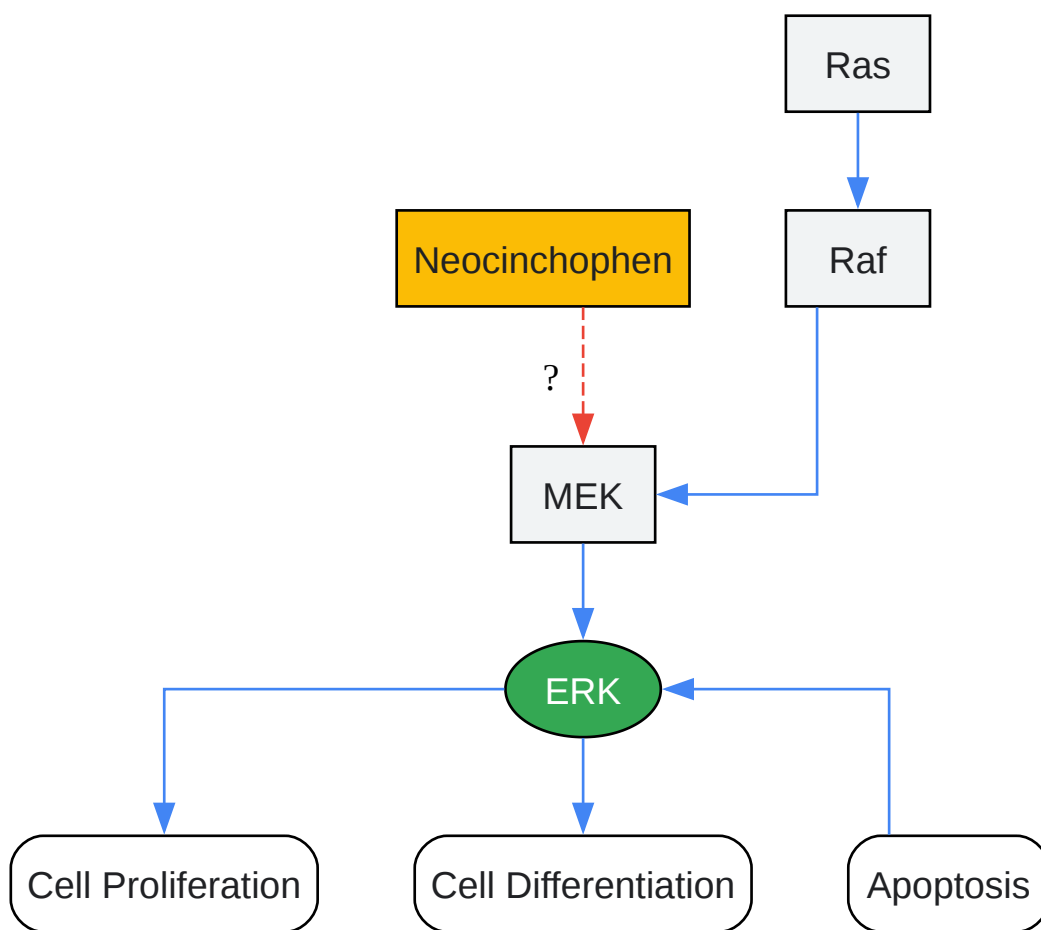 Ras
Neocinchophen
Raf
?
MEK
ERK
Cell Proliferation
Cell Differentiation
Apoptosis